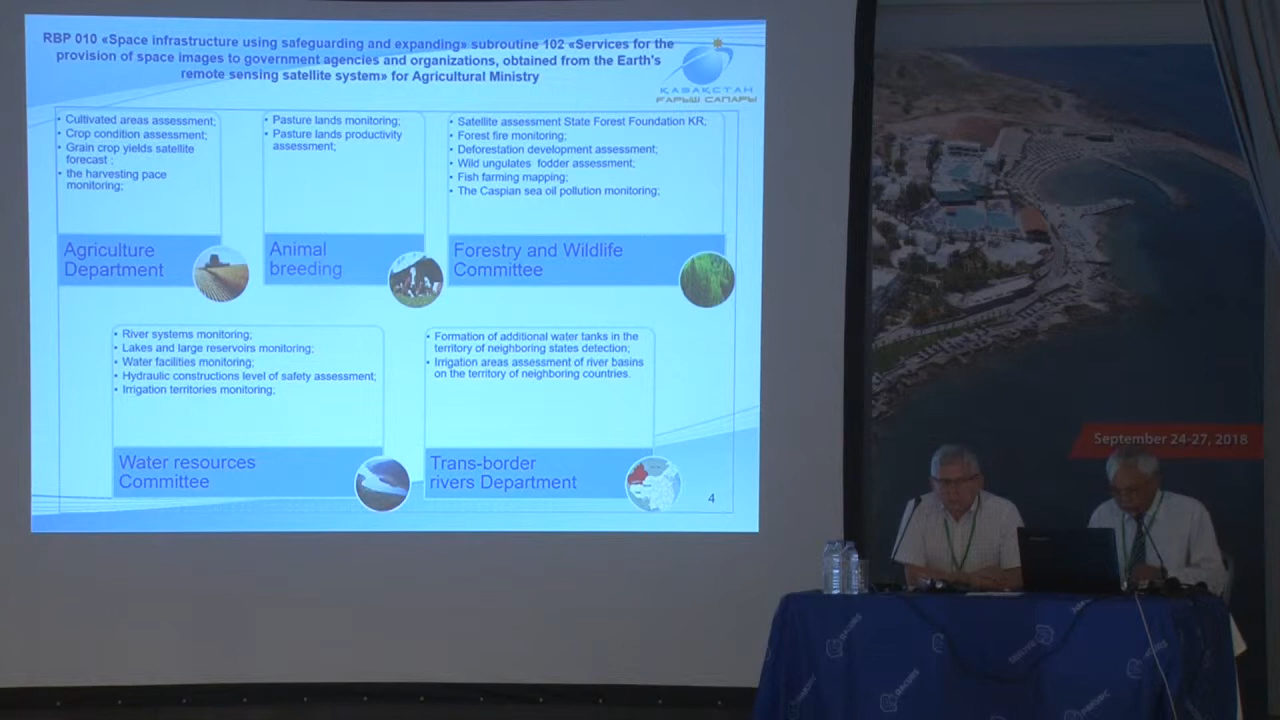 RBP 010 «Space infrastructure using safeguarding and expanding» subroutine 102 «Services for the
provision of space images to government agencies and organizations, obtained from the Earth's
remote sensing satellite system» for Agricultural Ministry
ҚАЗАҚСТАН
ҒАРЫШ САПАРЫ
• Cultivated areas assessment;
• Crop condition assessment;
• Grain crop yields satellite
forecast ;
• the harvesting pace
monitoring;
Agriculture
Department
• Pasture lands monitoring;
• Pasture lands productivity
assessment;
Animal
breeding
• Satellite assessment State Forest Foundation KR;
• Forest fire monitoring;
• Deforestation development assessment;
• Wild ungulates fodder assessment;
• Fish farming mapping;
• The Caspian sea oil pollution monitoring;
Forestry and Wildlife
Committee
• River systems monitoring;
• Lakes and large reservoirs monitoring;
• Water facilities monitoring;
• Hydraulic constructions level of safety assessment;
• Irrigation territories monitoring;
Water resources
Committee
• Formation of additional water tanks in the
territory of neighboring states detection;
• Irrigation areas assessment of river basins
on the territory of neighboring countries.
Trans-border
rivers Department
4
September 24-27, 2018
RACURS
RACURS